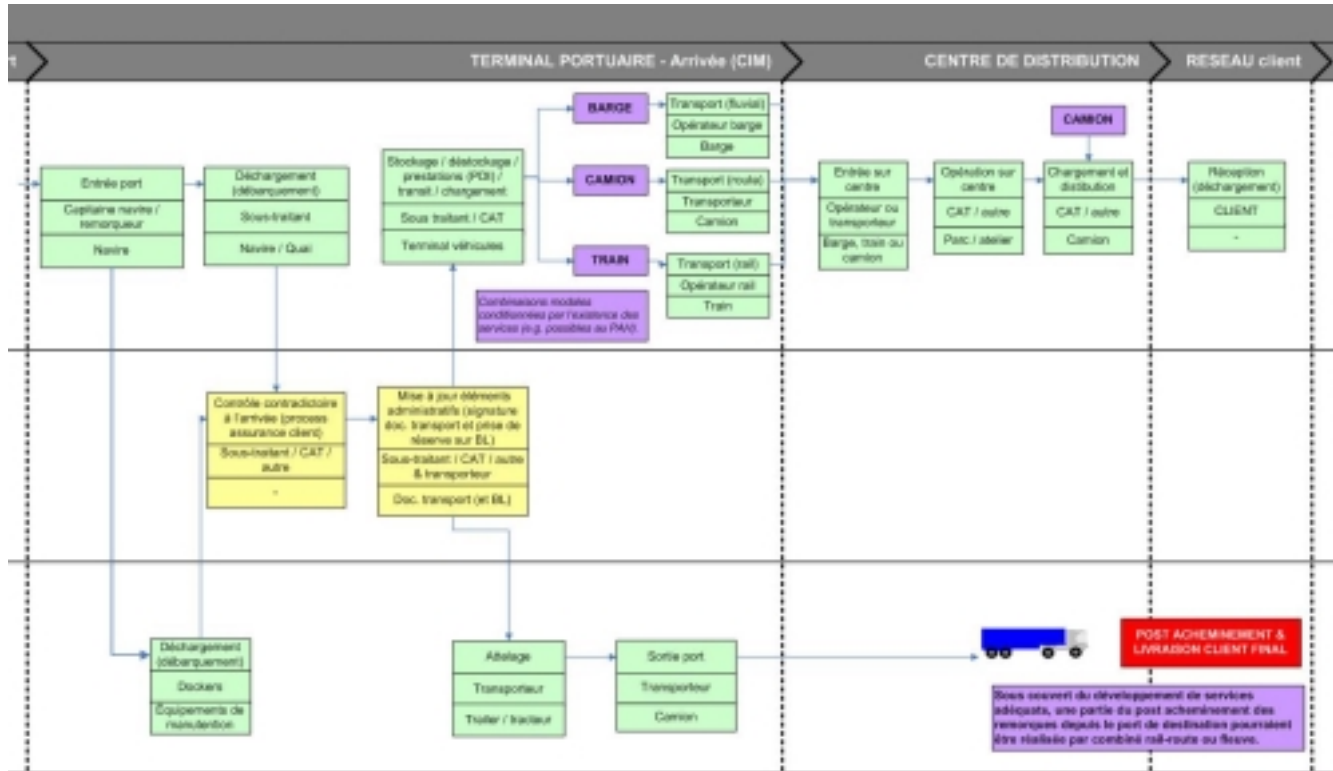 TERMINAL PORTUAIRE - Arrivée (CIM)
CENTRE DE DISTRIBUTION
RESEAU client
Entrée port
Capitaine navire /
remorqueur
Navire
Déchargement
(débarquement)
Sous-traitant
Navire / Quai
Stockage / déstockage /
prestations (PDI) /
transit / chargement
Sous traitant / CAT
Terminal véhicules
BARGE
Transport (fluvial)
Opérateur barge
Barge
CAMION
Transport (route)
Transporteur
Camion
TRAIN
Transport (rail)
Opérateur rail
Train
Combinaisons modales
conditionnées par l'existence des
services (e.g. possibles au PAH).
Entrée sur
centre
Opérateur ou
transporteur
Barge, train ou
camion
Opération sur
centre
CAT / autre
Parc / atelier
CAMION
Chargement et
distibution
CAT / autre
Camion
Réception
(déchargement)
CLIENT
-
Contrôle contradictoire
à l'arrivée (process
assurance client)
Sous-traitant / CAT /
autre
-
Mise à jour éléments
administratifs (signature
doc. transport et prise de
réserve sur BL)
Sous-traitant / CAT / autre
& transporteur
Doc. transport (et BL)
Déchargement
(débarquement)
Dockers
Equipements de
manutention
Attelage
Transporteur
Trailer / tracteur
Sortie port
Transporteur
Camion
POST ACHEMINEMENT &
LIVRAISON CLIENT FINAL
Sous couvert du développement de services
adéquats, une partie du post acheminement des
remorques depuis le port de destination pourraient
être réalisée par combiné rail-route ou fleuve.